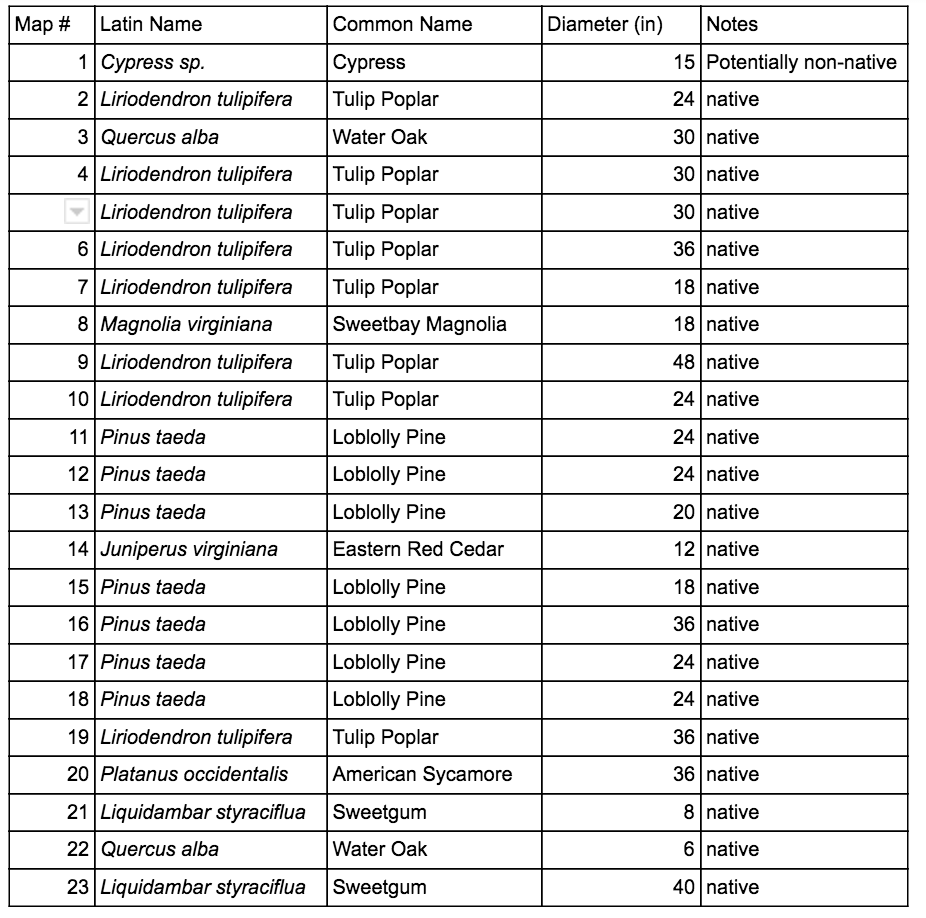 Map # Latin Name Common Name Diameter (in) Notes
1 Cypress sp. Cypress 15 Potentially non-native
2 Liriodendron tulipifera Tulip Poplar 24 native
3 Quercus alba Water Oak 30 native
4 Liriodendron tulipifera Tulip Poplar 30 native
Liriodendron tulipifera Tulip Poplar 30 native
6 Liriodendron tulipifera Tulip Poplar 36 native
7 Liriodendron tulipifera Tulip Poplar 18 native
8 Magnolia virginiana Sweetbay Magnolia 18 native
9 Liriodendron tulipifera Tulip Poplar 48 native
10 Liriodendron tulipifera Tulip Poplar 24 native
11 Pinus taeda Loblolly Pine 24 native
12 Pinus taeda Loblolly Pine 24 native
13 Pinus taeda Loblolly Pine 20 native
14 Juniperus virginiana Eastern Red Cedar 12 native
15 Pinus taeda Loblolly Pine 18 native
16 Pinus taeda Loblolly Pine 36 native
17 Pinus taeda Loblolly Pine 24 native
18 Pinus taeda Loblolly Pine 24 native
19 Liriodendron tulipifera Tulip Poplar 36 native
20 Platanus occidentalis American Sycamore 36 native
21 Liquidambar styraciflua Sweetgum 8 native
22 Quercus alba Water Oak 6 native
23 Liquidambar styraciflua Sweetgum 40 native